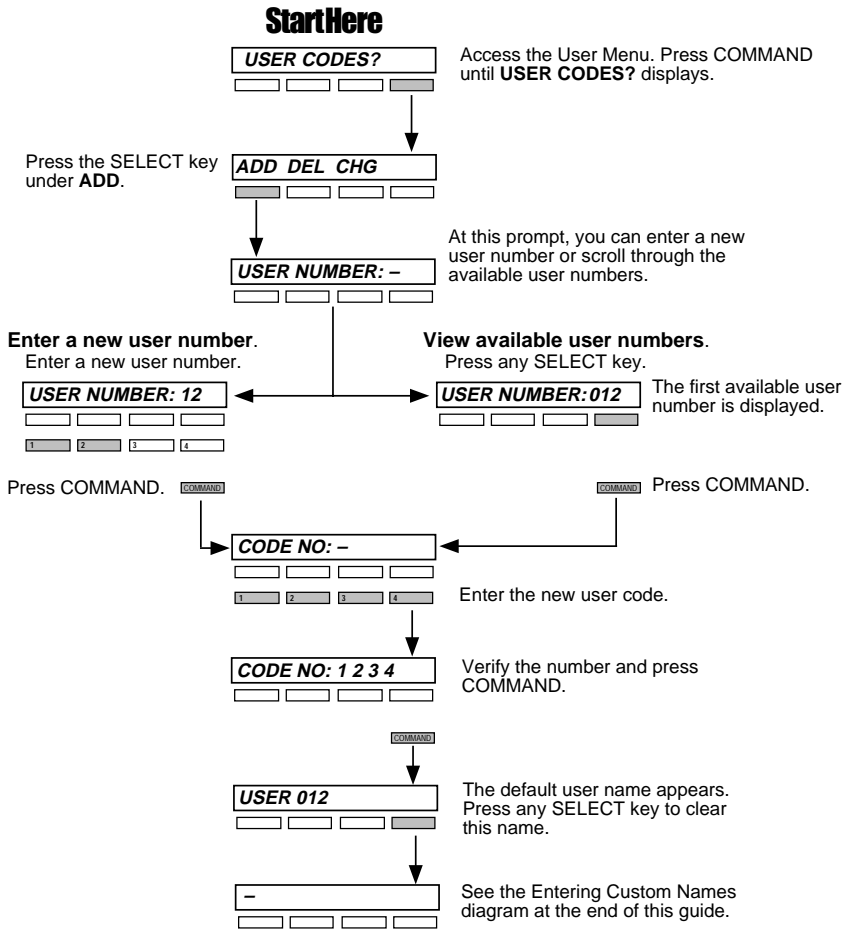 StartHere
USER CODES?
Access the User Menu. Press COMMAND
until USER CODES? displays.
Press the SELECT key
under ADD.
ADD DEL CHG
At this prompt, you can enter a new
user number or scroll through the
available user numbers.
USER NUMBER: –
Enter a new user number.
Enter a new user number.
View available user numbers.
Press any SELECT key.
USER NUMBER: 12
USER NUMBER:012
The first available user
number is displayed.
1 2 3 4
Press COMMAND. COMMAND
COMMAND Press COMMAND.
CODE NO: –
1 2 3 4
Enter the new user code.
CODE NO: 1 2 3 4
Verify the number and press
COMMAND.
COMMAND
USER 012
The default user name appears.
Press any SELECT key to clear
this name.
–
See the Entering Custom Names
diagram at the end of this guide.